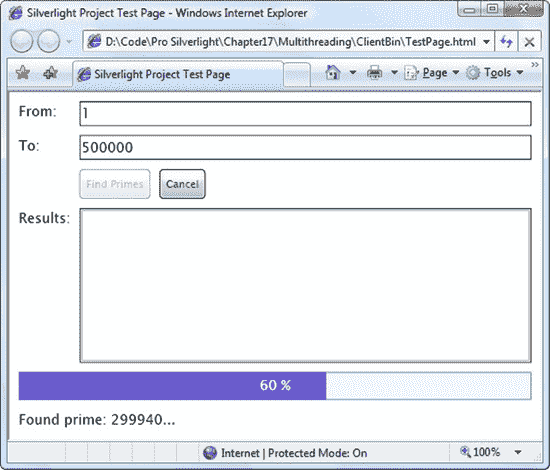 Silverlight Project Test Page - Windows Internet Explorer
D:\Code\Pro Silverlight\Chapter17\Multithreading\ClientBin\TestPage.html
Silverlight Project Test Page
Page
Tools
»
From:
1
To:
500000
Find Primes
Cancel
Results:
60 %
Found prime: 299940...
Internet | Protected Mode: On
100%